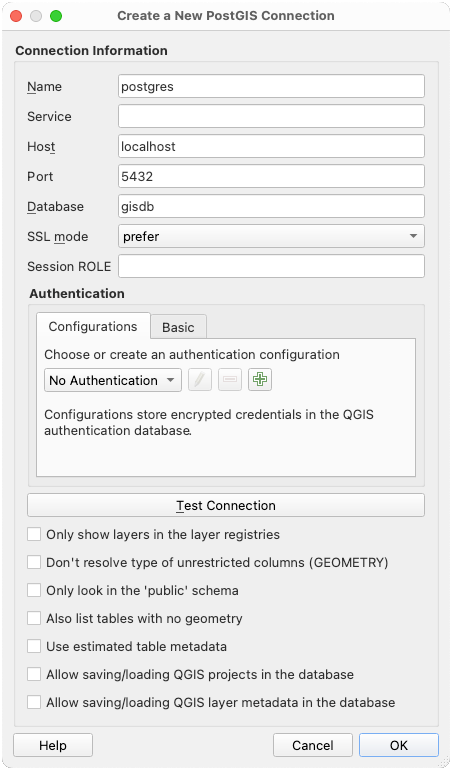 Create a New PostGIS Connection
Connection Information
Name postgres
Service
Host localhost
Port 5432
Database gisdb
SSL mode prefer
Session ROLE
Authentication
Configurations Basic
Choose or create an authentication configuration
No Authentication
Configurations store encrypted credentials in the QGIS
authentication database.
Test Connection
Only show layers in the layer registries
Don't resolve type of unrestricted columns (GEOMETRY)
Only look in the 'public' schema
Also list tables with no geometry
Use estimated table metadata
Allow saving/loading QGIS projects in the database
Allow saving/loading QGIS layer metadata in the database
Help Cancel OK